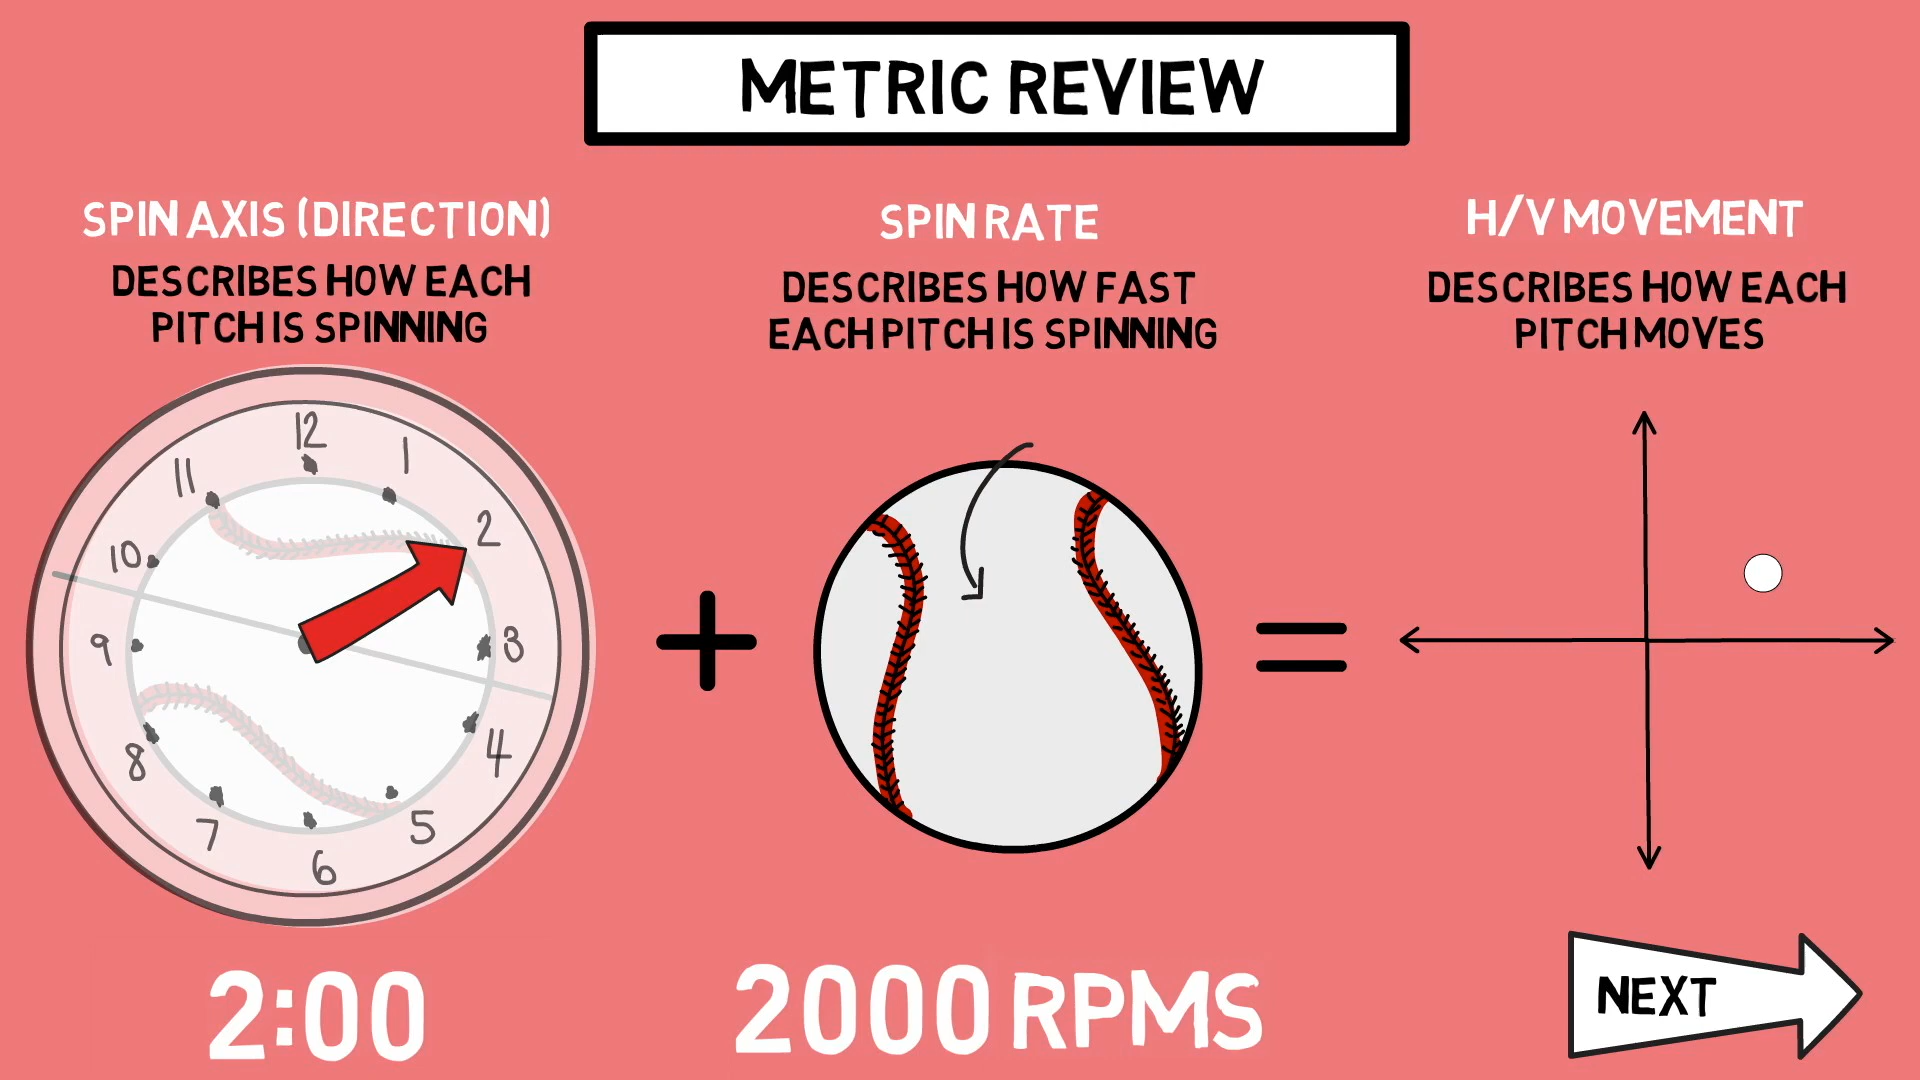 METRIC REVIEW
SPIN AXIS (DIRECTION)
DESCRIBES HOW EACH
PITCH IS SPINNING
12
1
2
3
4
5
6
7
8
9
10
11
2:00
SPIN RATE
DESCRIBES HOW FAST
EACH PITCH IS SPINNING
2000 RPMS
H/V MOVEMENT
DESCRIBES HOW EACH
PITCH MOVES
NEXT